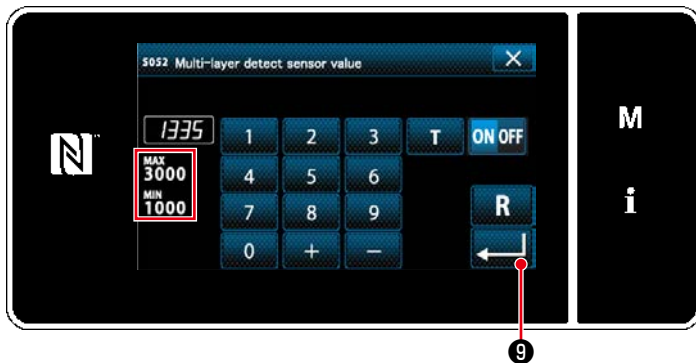 S052 Multi-layer detect sensor value
1335
1 2 3 T ON OFF
MAX
3000
4 5 6
MIN
1000
7 8 9 R
0 + −
M
i
N
❾